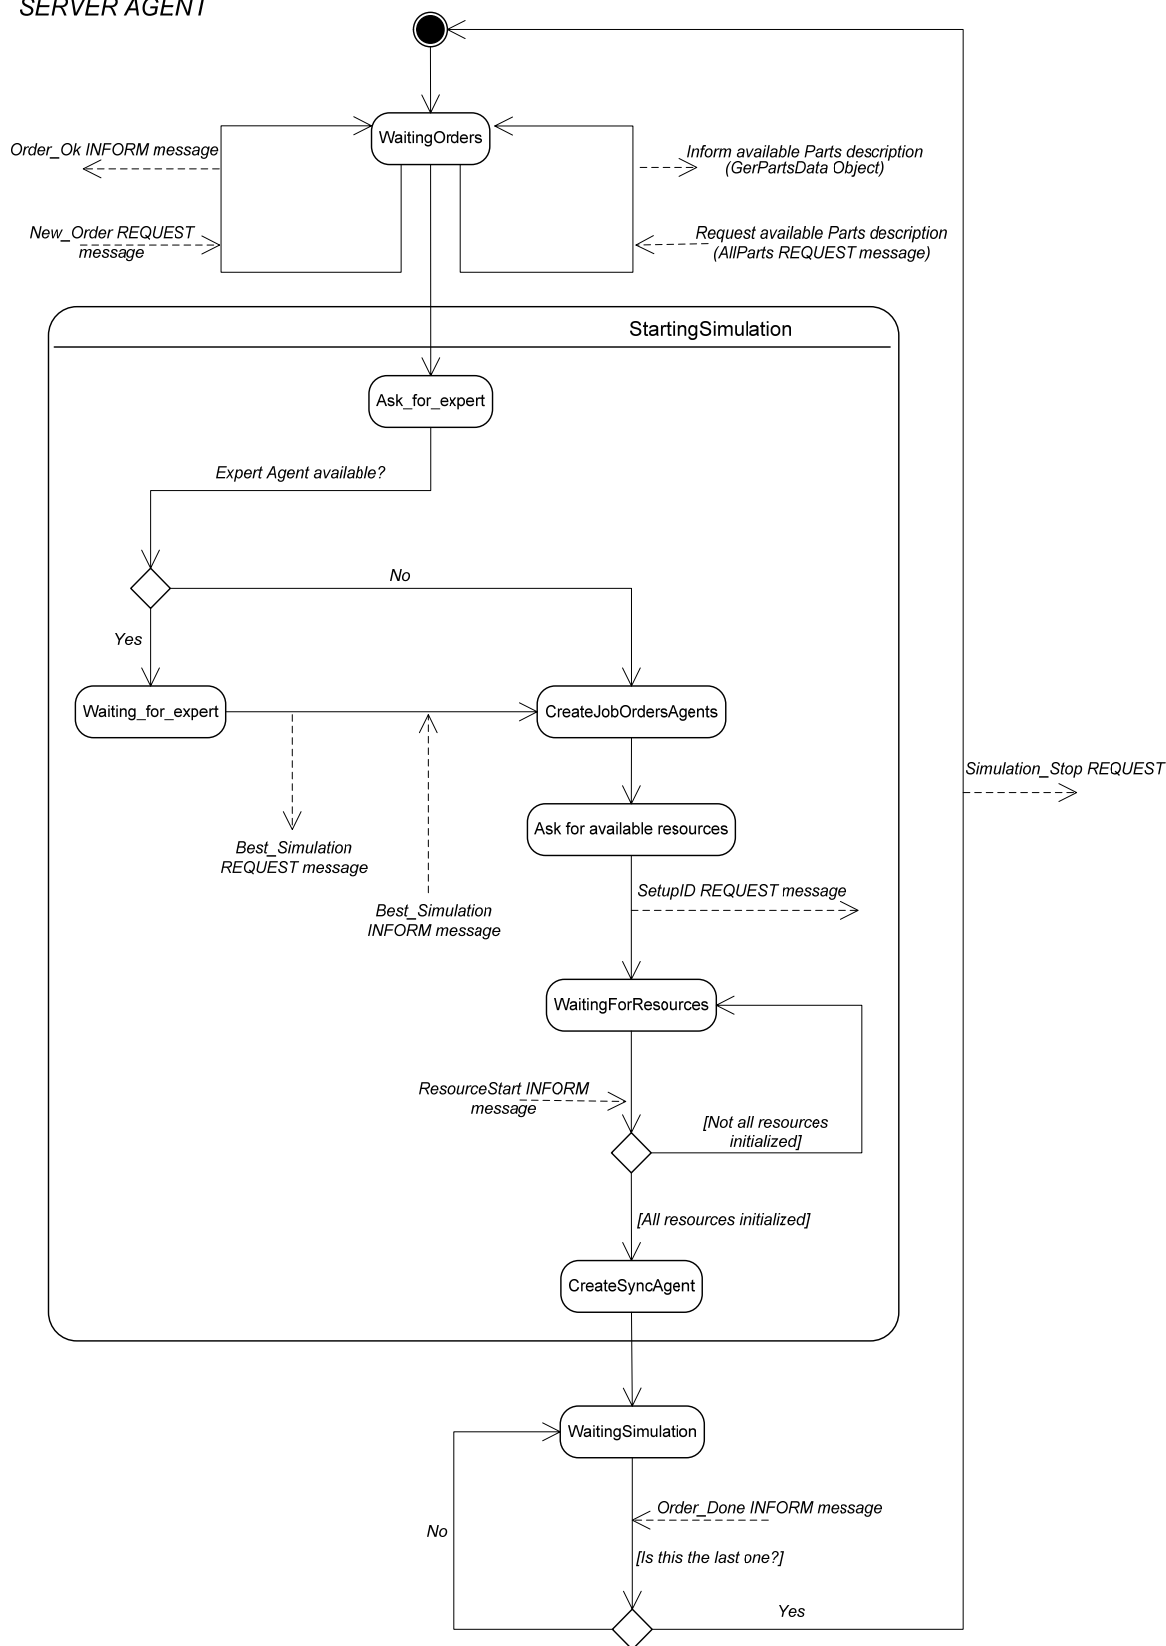 SERVER AGENT
WaitingOrders
Order_Ok INFORM message
Inform available Parts description
(GerPartsData Object)
New_Order REQUEST
message
Request available Parts description
(AllParts REQUEST message)
StartingSimulation
Ask_for_expert
Expert Agent available?
No
Yes
Waiting_for_expert
CreateJobOrdersAgents
Simulation_Stop REQUEST
Ask for available resources
Best_Simulation
REQUEST message
SetupID REQUEST message
Best_Simulation
INFORM message
WaitingForResources
ResourceStart INFORM
message
[Not all resources
initialized]
[All resources initialized]
CreateSyncAgent
WaitingSimulation
Order_Done INFORM message
No
[Is this the last one?]
Yes